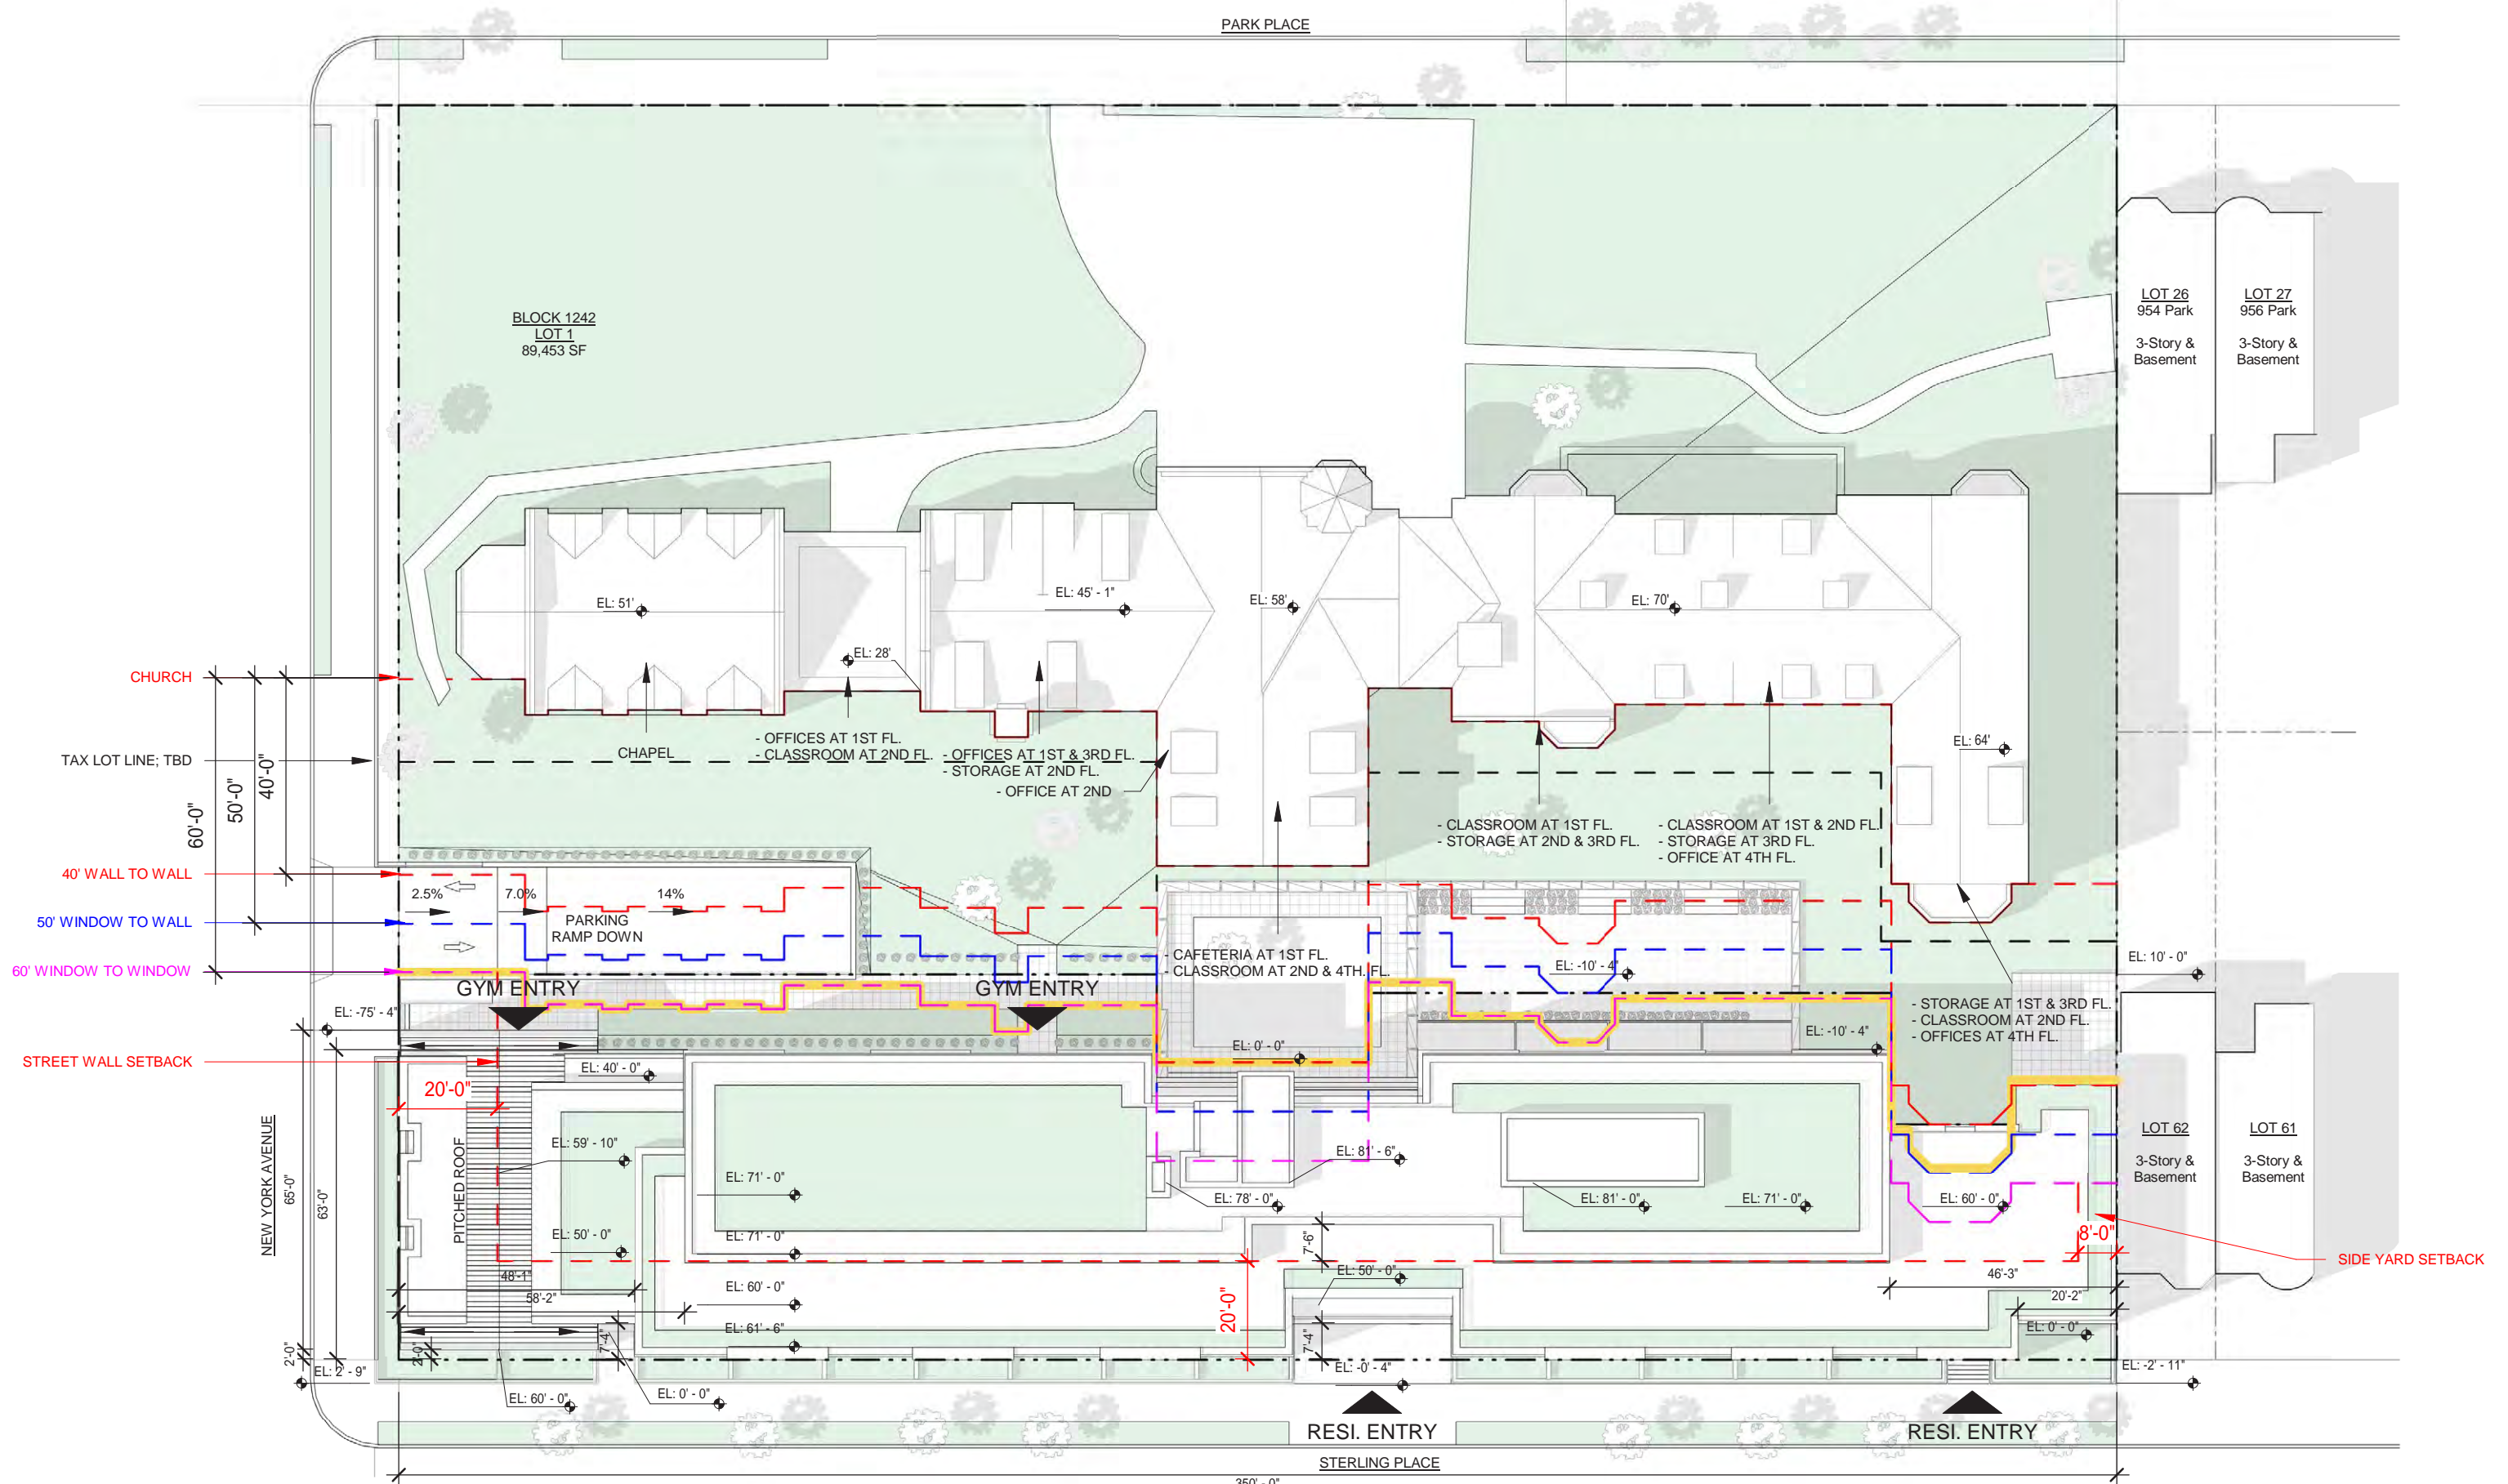 PARK PLACE
BLOCK 1242
LOT 1
89,453 SF
LOT 26
954 Park
3-Story &
Basement
LOT 27
956 Park
3-Story &
Basement
EL: 51'
EL: 45' - 1"
EL: 58'
EL: 70'
EL: 28'
EL: 64'
CHURCH
TAX LOT LINE; TBD
60'-0"
50'-0"
40'-0"
CHAPEL
- OFFICES AT 1ST FL.
- CLASSROOM AT 2ND FL.
- OFFICES AT 1ST & 3RD FL.
- STORAGE AT 2ND FL.
- OFFICE AT 2ND
- CLASSROOM AT 1ST FL.
- STORAGE AT 2ND & 3RD FL.
- CLASSROOM AT 1ST & 2ND FL.
- STORAGE AT 3RD FL.
- OFFICE AT 4TH FL.
40' WALL TO WALL
50' WINDOW TO WALL
60' WINDOW TO WINDOW
2.5%
7.0%
14%
PARKING
RAMP DOWN
- CAFETERIA AT 1ST FL.
- CLASSROOM AT 2ND & 4TH. FL.
EL: -10' - 4"
EL: 10' - 0"
GYM ENTRY
GYM ENTRY
- STORAGE AT 1ST & 3RD FL.
- CLASSROOM AT 2ND FL.
- OFFICES AT 4TH FL.
EL: -75' - 4"
EL: -10' - 4"
EL: 0' - 0"
STREET WALL SETBACK
EL: 40' - 0"
20'-0"
NEW YORK AVENUE
65'-0"
63'-0"
PITCHED ROOF
EL: 59' - 10"
EL: 71' - 0"
EL: 81' - 6"
EL: 78' - 0"
EL: 81' - 0"
EL: 71' - 0"
EL: 60' - 0"
LOT 62
3-Story &
Basement
LOT 61
3-Story &
Basement
EL: 50' - 0"
EL: 71' - 0"
7'-6"
8'-0"
SIDE YARD SETBACK
48'-1"
58'-2"
EL: 60' - 0"
EL: 50' - 0"
20'-0"
46'-3"
20'-2"
EL: 61' - 6"
7'-4"
7'-4"
EL: 0' - 0"
2'-0"
2'-0"
EL: 2' - 9"
EL: 60' - 0"
EL: 0' - 0"
EL: -0' - 4"
EL: -2' - 11"
RESI. ENTRY
RESI. ENTRY
STERLING PLACE
350' - 0"